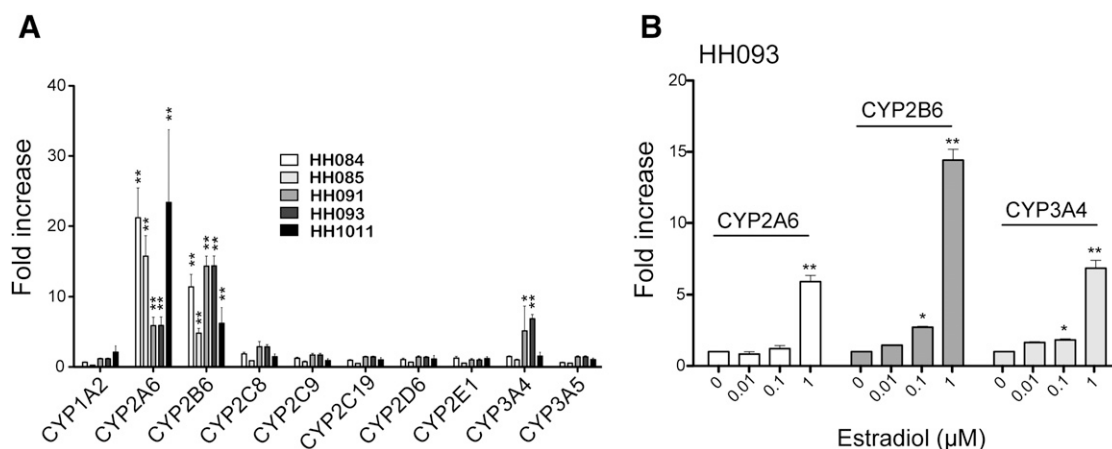 A
Fold increase
40
30
20
10
0
**
**
**
**
**
**
**
**
**
**
*
**
HH084
HH085
HH091
HH093
HH1011
CYP1A2
CYP2A6
CYP2B6
CYP2C8
CYP2C9
CYP2C19
CYP2D6
CYP2E1
CYP3A4
CYP3A5
B
HH093
Fold increase
20
15
10
5
0
CYP2A6
**
CYP2B6
*
**
CYP3A4
*
**
0 0.01 0.1 1 0 0.01 0.1 1 0 0.01 0.1 1
Estradiol (μM)